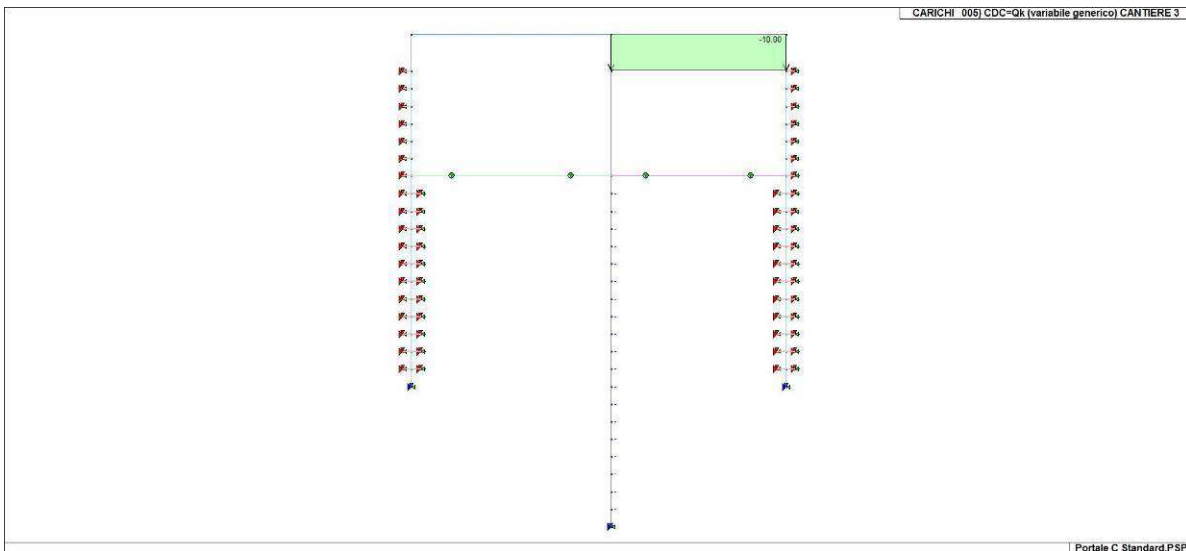 CARICHI 005) CDC=Qk (variabile generico) CANTIERE 3
-10.00
Portale C Standard.PSP